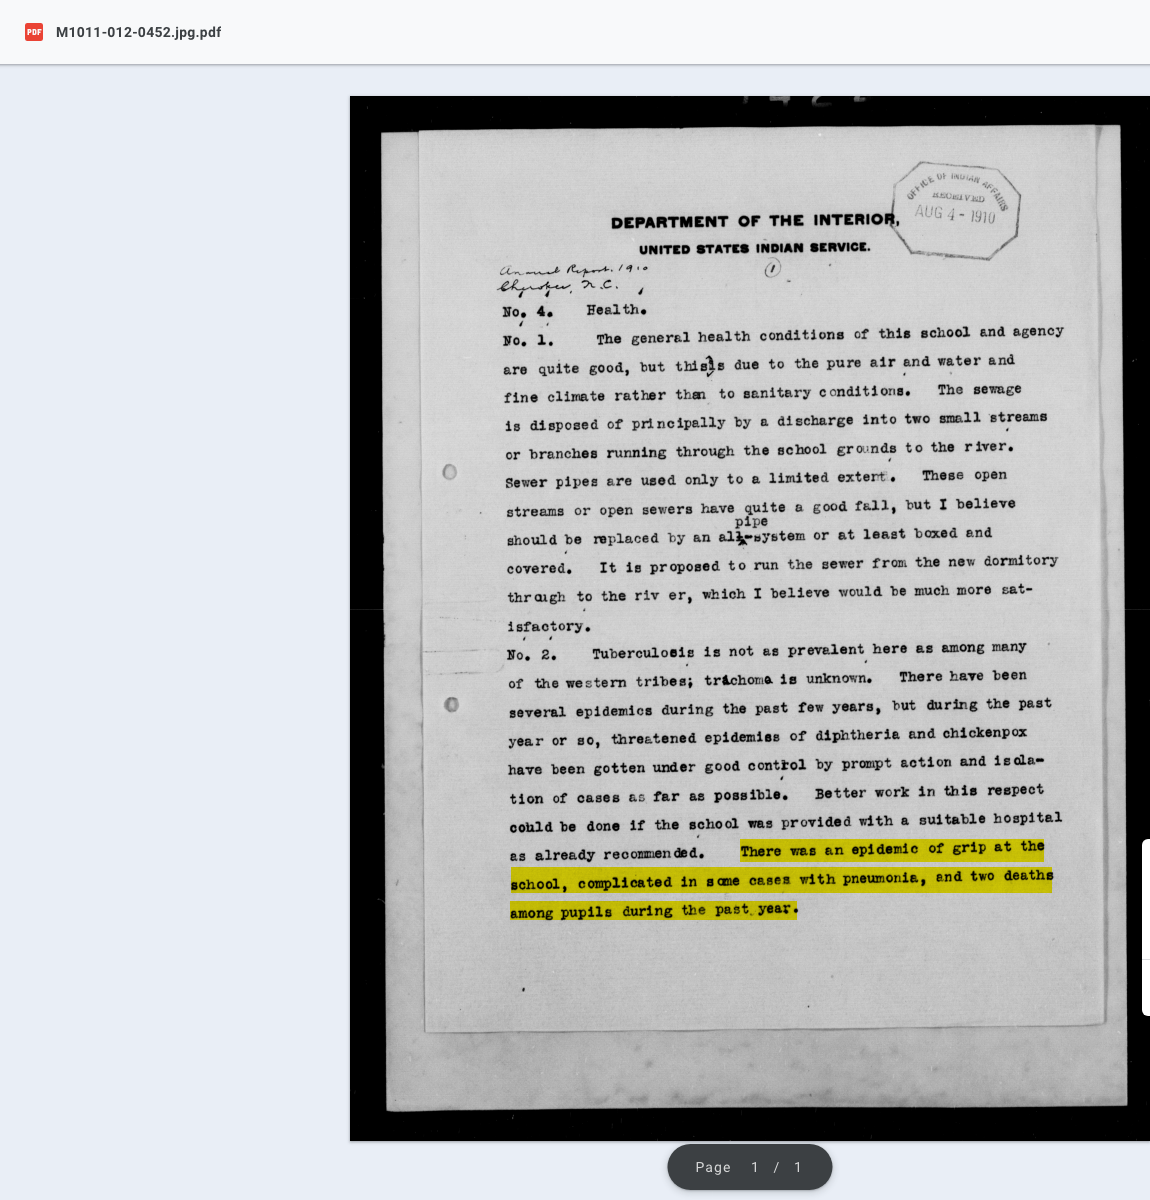 M1011-012-0452.jpg.pdf
OFFICE OF INDIAN AFFAIRS
RECEIVED
AUG 4 - 1910
DEPARTMENT OF THE INTERIOR,
UNITED STATES INDIAN SERVICE.
Annual Report. 1910
1
Cherokee, N.C.
No. 4. Health.
No. 1. The general health conditions of this school and agency
are quite good, but this is due to the pure air and water and
fine climate rather than to sanitary conditions. The sewage
is disposed of principally by a discharge into two small streams
or branches running through the school grounds to the river.
Sewer pipes are used only to a limited extent. These open
streams or open sewers have quite a good fall, but I believe
pipe
should be replaced by an all-system or at least boxed and
covered. It is proposed to run the sewer from the new dormitory
through to the riv er, which I believe would be much more sat-
isfactory.
No. 2. Tuberculosis is not as prevalent here as among many
of the western tribes; trachoma is unknown. There have been
several epidemics during the past few years, but during the past
year or so, threatened epidemiss of diphtheria and chickenpox
have been gotten under good control by prompt action and isola-
tion of cases as far as possible. Better work in this respect
could be done if the school was provided with a suitable hospital
as already recommended. There was an epidemic of grip at the
school, complicated in some cases with pneumonia, and two deaths
among pupils during the past year.
Page 1 / 1